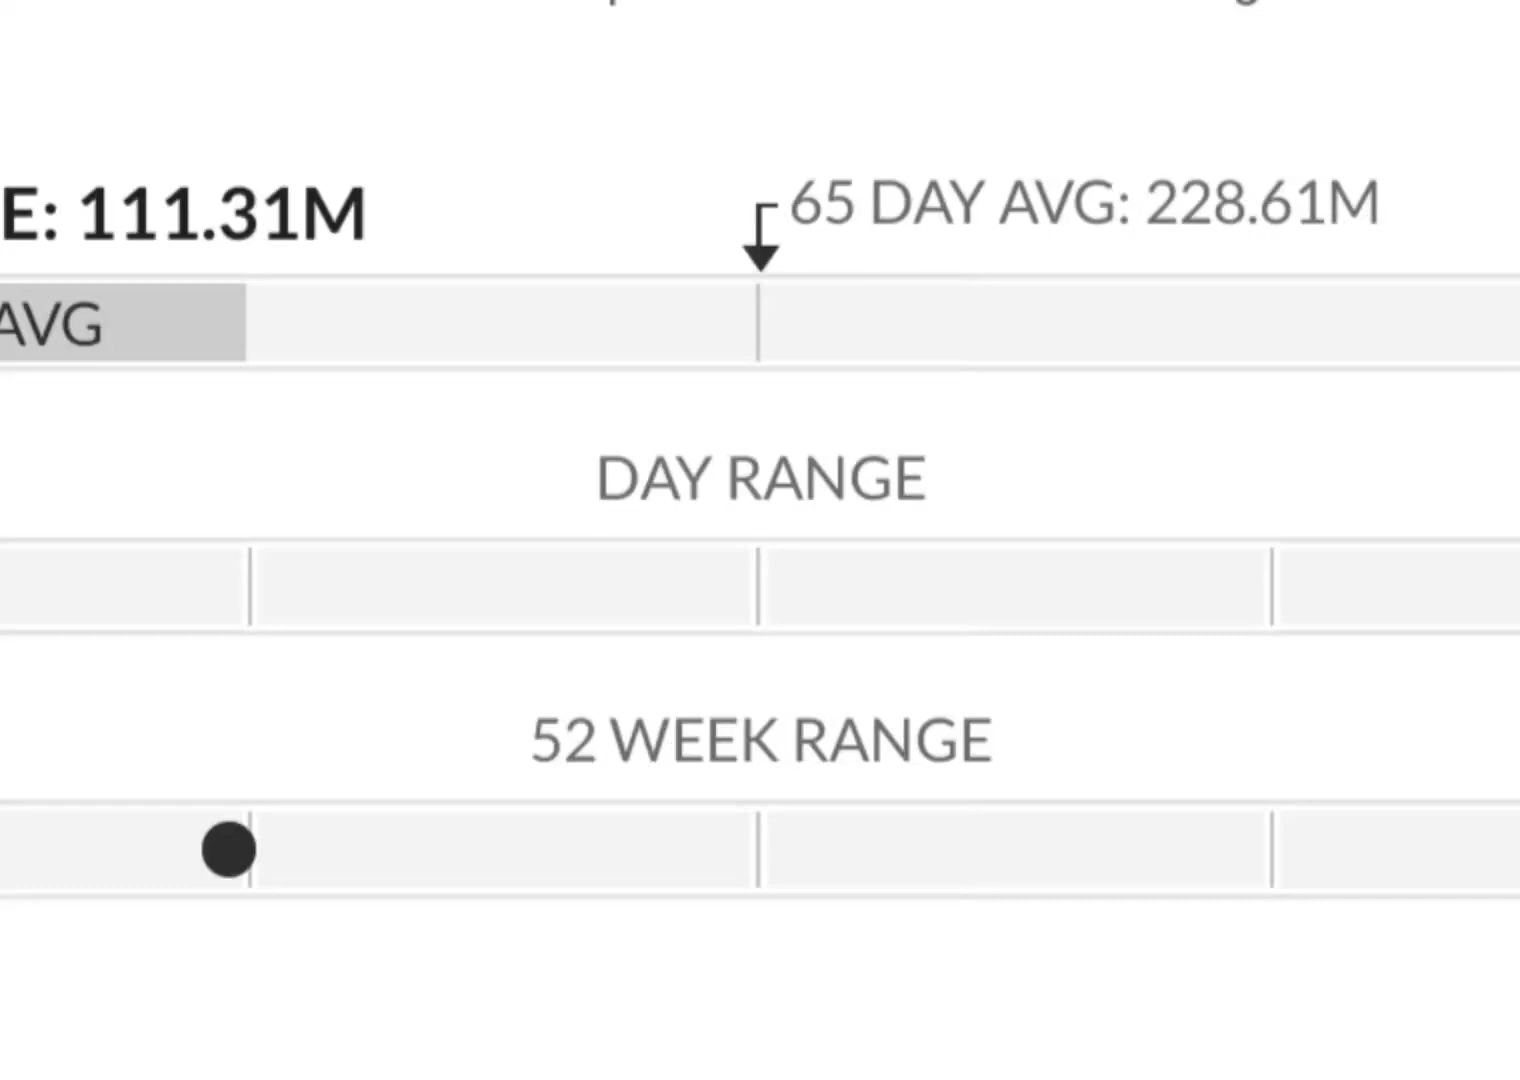 E: 111.31M
65 DAY AVG: 228.61M
AVG
DAY RANGE
52 WEEK RANGE